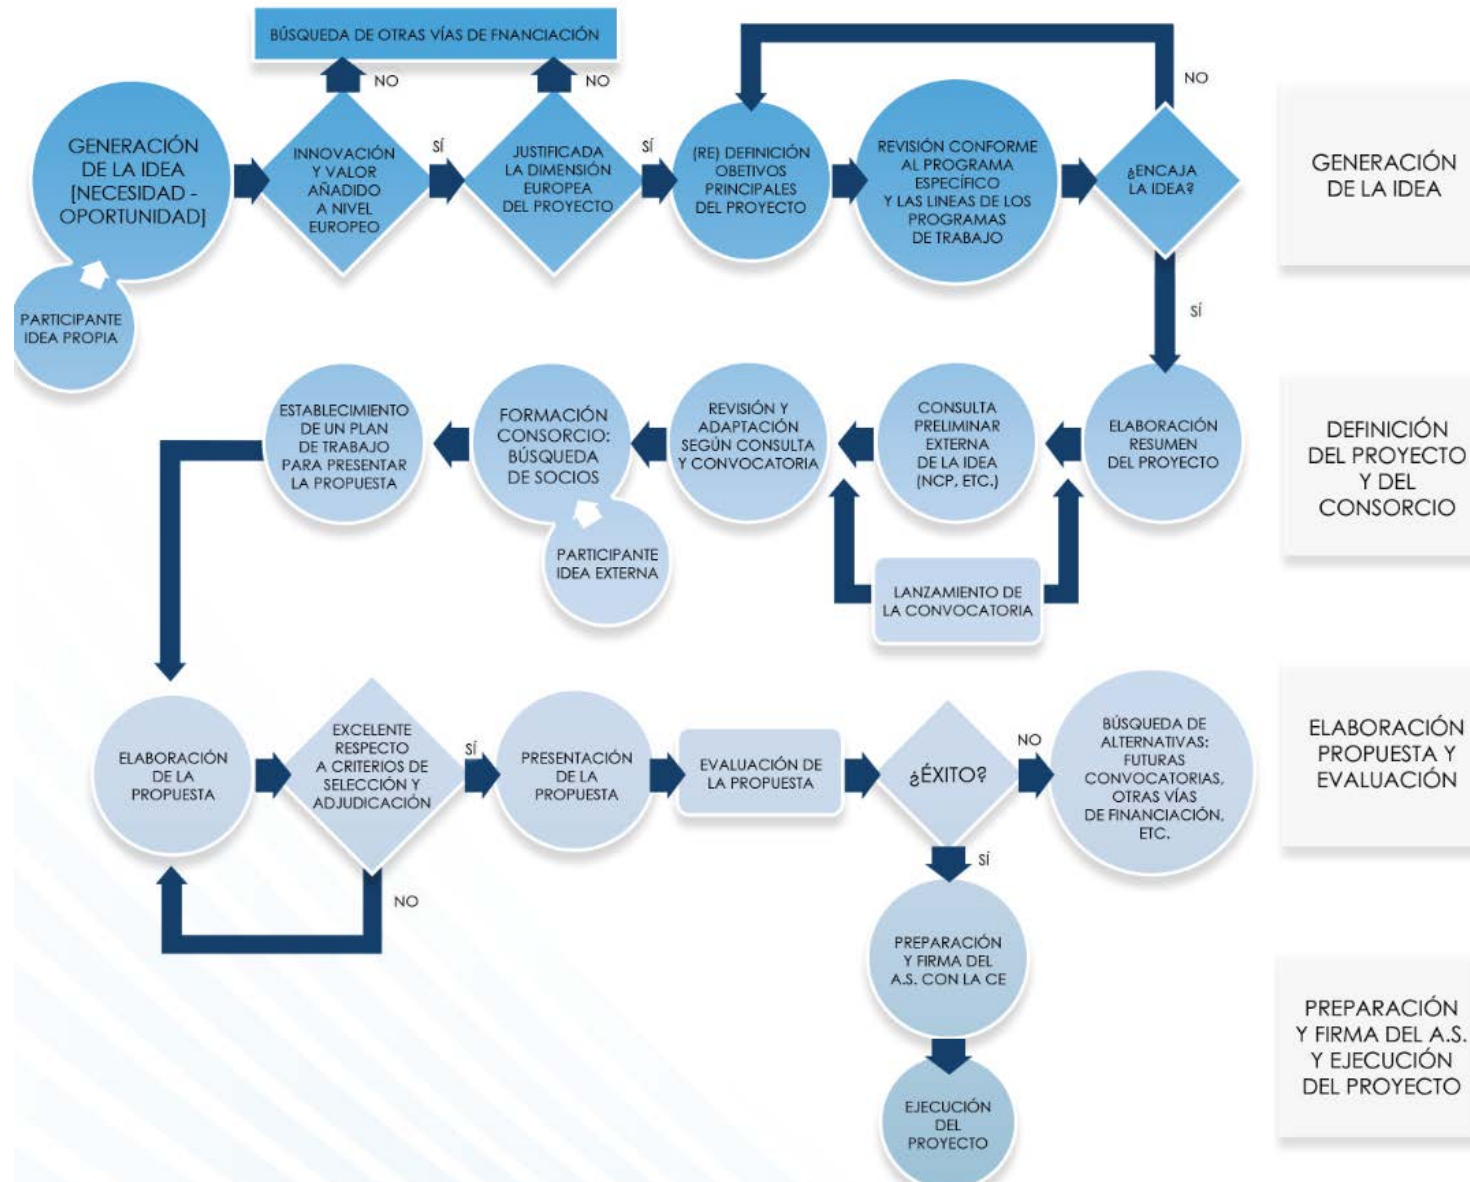 BÚSQUEDA DE OTRAS VÍAS DE FNANCIACIÓN
NO
NO
NO
GENERACIÓN
DE LA IDEA
[NECESIDAD -
OPORTUNIDAD]
INNOVACIÓN
Y VALOR
AÑADIDO
A NIVEL
EUROPEO
SÍ
JUSTIFICADA
LA DIMENSIÓN
EUROPEA
DEL PROYECTO
SÍ
(RE) DEFINICIÓN
OBETIVOS
PRINCIPALES
DEL PROYECTO
REVISIÓN CONFORME
AL PROGRAMA
ESPECÍFICO
Y LAS LINEAS DE LOS
PROGRAMAS
DE TRABAJO
¿ENCAJA
LA IDEA?
GENERACIÓN
DE LA IDEA
PARTICIPANTE
IDEA PROPIA
SÍ
ESTABLECIMIENTO
DE UN PLAN
DE TRABAJO
PARA PRESENTAR
LA PROPUESTA
FORMACIÓN
CONSORCIO:
BÚSQUEDA
DE SOCIOS
REVISIÓN Y
ADAPTACIÓN
SEGÚN CONSULTA
Y CONVOCATORIA
CONSULTA
PRELIMINAR
EXTERNA
DE LA IDEA
(NCP, ETC.)
ELABORACIÓN
RESUMEN
DEL PROYECTO
DEFINICIÓN
DEL PROYECTO
Y DEL
CONSORCIO
PARTICIPANTE
IDEA EXTERNA
LANZAMIENTO DE
LA CONVOCATORIA
ELABORACIÓN
DE LA
PROPUESTA
EXCELENTE
RESPECTO
A CRITERIOS DE
SELECCIÓN Y
ADJUDICACIÓN
SÍ
PRESENTACIÓN
DE LA
PROPUESTA
EVALUACIÓN DE
LA PROPUESTA
¿ÉXITO?
NO
BÚSQUEDA DE
ALTERNATIVAS:
FUTURAS
CONVOCATORIAS,
OTRAS VÍAS
DE FINANCIACIÓN,
ETC.
ELABORACIÓN
PROPUESTA Y
EVALUACIÓN
NO
SÍ
PREPARACIÓN
Y FIRMA DEL
A.S. CON LA CE
EJECUCIÓN
DEL
PROYECTO
PREPARACIÓN
Y FIRMA DEL A.S.
Y EJECUCIÓN
DEL PROYECTO